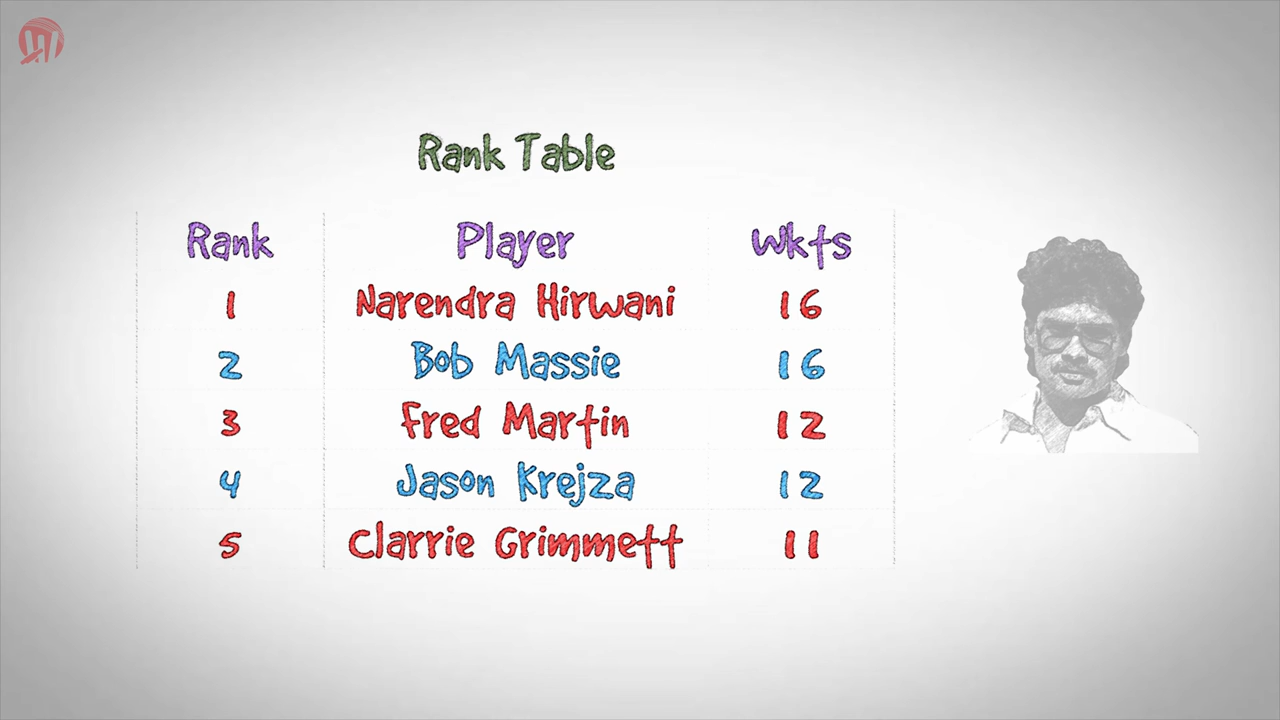 Rank Table
Rank Player Wkts
1 Narendra Hirwani 16
2 Bob Massie 16
3 Fred Martin 12
4 Jason Krejza 12
5 Clarrie Grimmett 11